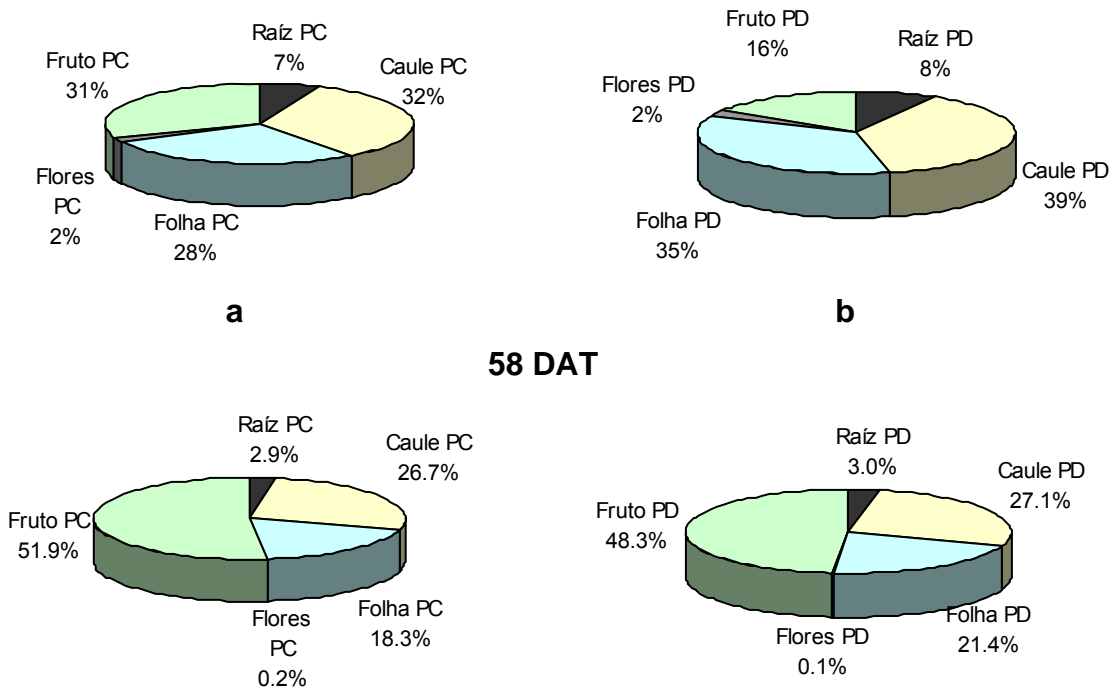 Raíz PC
7%
Caule PC
32%
Fruto PC
31%
Flores
PC
2%
Folha PC
28%
Fruto PD
16%
Raíz PD
8%
Flores PD
2%
Caule PD
39%
Folha PD
35%
a
b
58 DAT
Raíz PC
2.9%
Caule PC
26.7%
Fruto PC
51.9%
Flores
PC
0.2%
Folha PC
18.3%
Raíz PD
3.0%
Caule PD
27.1%
Fruto PD
48.3%
Folha PD
21.4%
Flores PD
0.1%